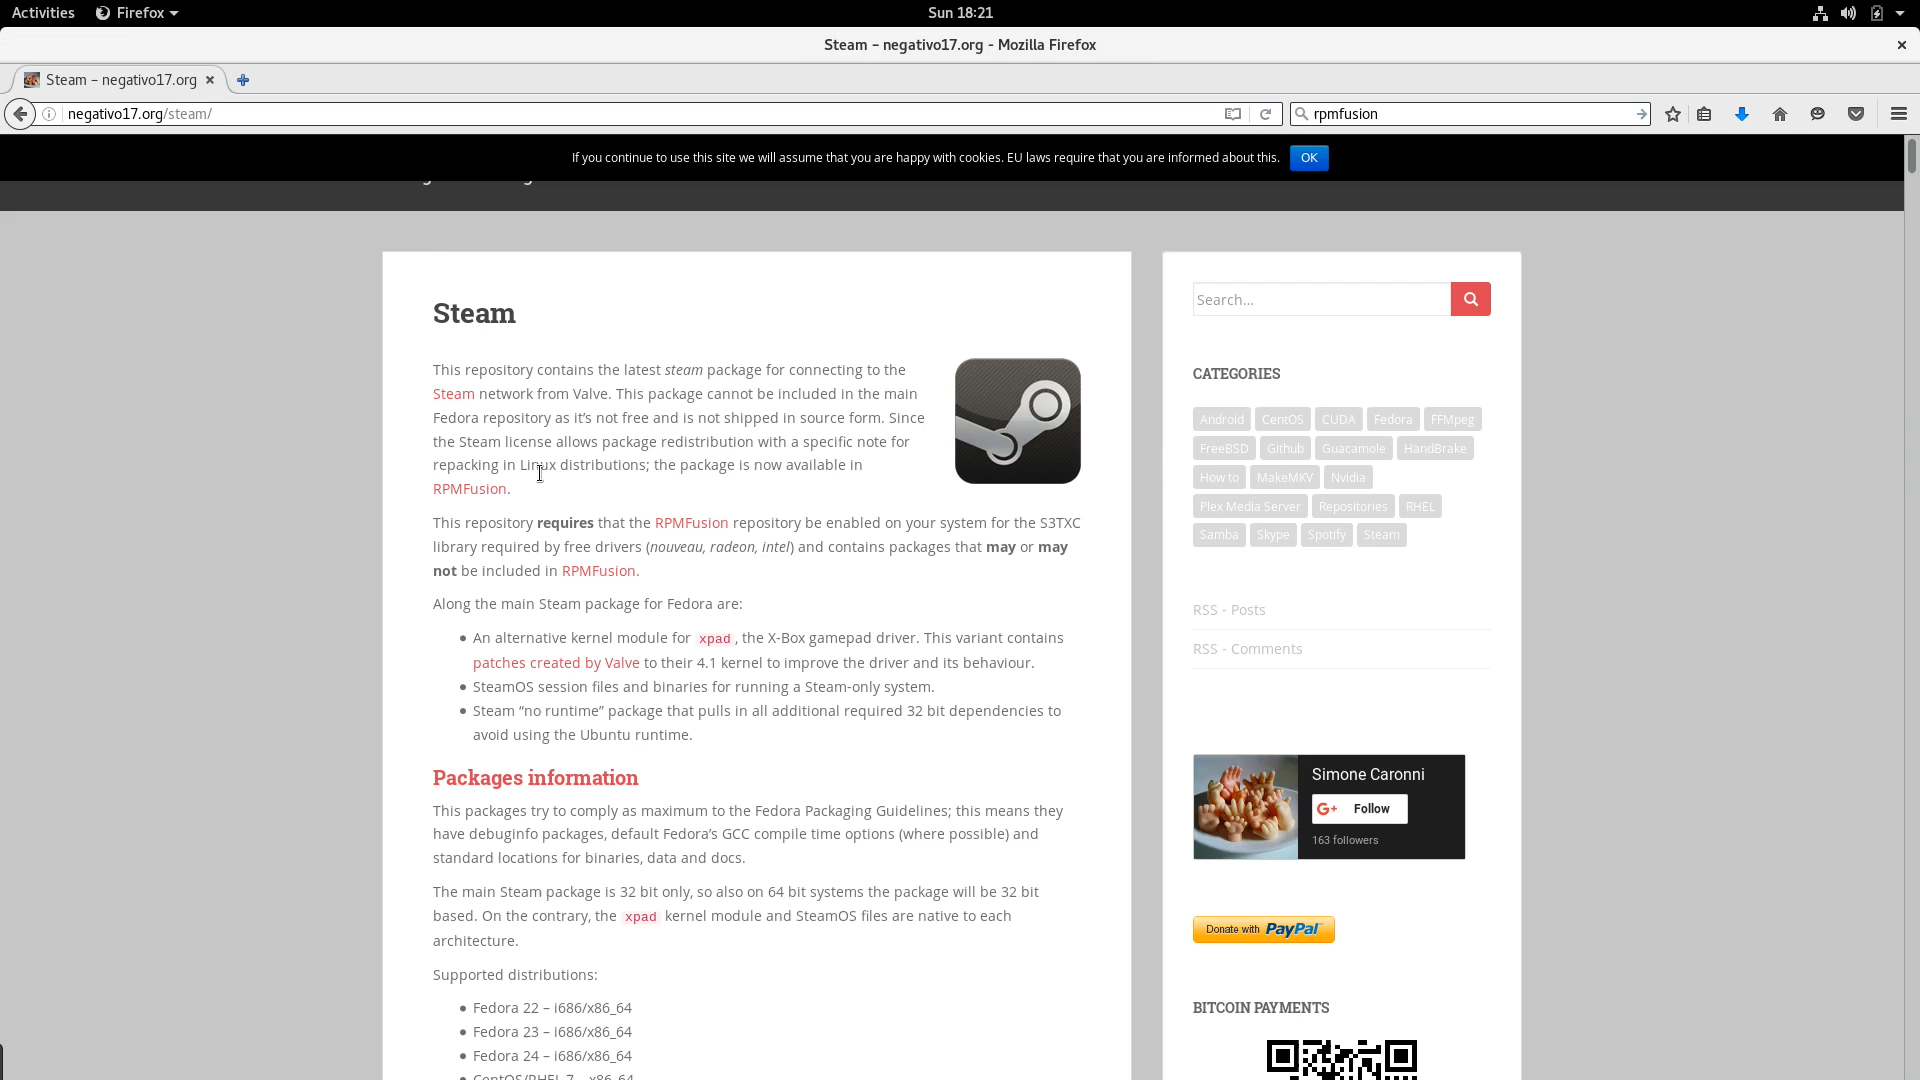 Activities Firefox Sun 18:21
Steam – negativo17.org - Mozilla Firefox
Steam – negativo17.org
negativo17.org/steam/ rpmfusion
If you continue to use this site we will assume that you are happy with cookies. EU laws require that you are informed about this. OK
Steam
This repository contains the latest steam package for connecting to the
Steam network from Valve. This package cannot be included in the main
Fedora repository as it’s not free and is not shipped in source form. Since
the Steam license allows package redistribution with a specific note for
repacking in Linux distributions; the package is now available in
RPMFusion.
This repository requires that the RPMFusion repository be enabled on your system for the S3TXC
library required by free drivers (nouveau, radeon, intel) and contains packages that may or may
not be included in RPMFusion.
Along the main Steam package for Fedora are:
An alternative kernel module for xpad, the X-Box gamepad driver. This variant contains
patches created by Valve to their 4.1 kernel to improve the driver and its behaviour.
SteamOS session files and binaries for running a Steam-only system.
Steam “no runtime” package that pulls in all additional required 32 bit dependencies to
avoid using the Ubuntu runtime.
Packages information
This packages try to comply as maximum to the Fedora Packaging Guidelines; this means they
have debuginfo packages, default Fedora’s GCC compile time options (where possible) and
standard locations for binaries, data and docs.
The main Steam package is 32 bit only, so also on 64 bit systems the package will be 32 bit
based. On the contrary, the xpad kernel module and SteamOS files are native to each
architecture.
Supported distributions:
Fedora 22 – i686/x86_64
Fedora 23 – i686/x86_64
Fedora 24 – i686/x86_64
CentOS/RHEL 7 – x86_64
Search...
CATEGORIES
Android CentOS CUDA Fedora FFMpeg
FreeBSD Github Guacamole HandBrake
How to MakeMKV Nvidia
Plex Media Server Repositories RHEL
Samba Skype Spotify Steam
RSS - Posts
RSS - Comments
Simone Caronni
G+ Follow
163 followers
Donate with PayPal
BITCOIN PAYMENTS